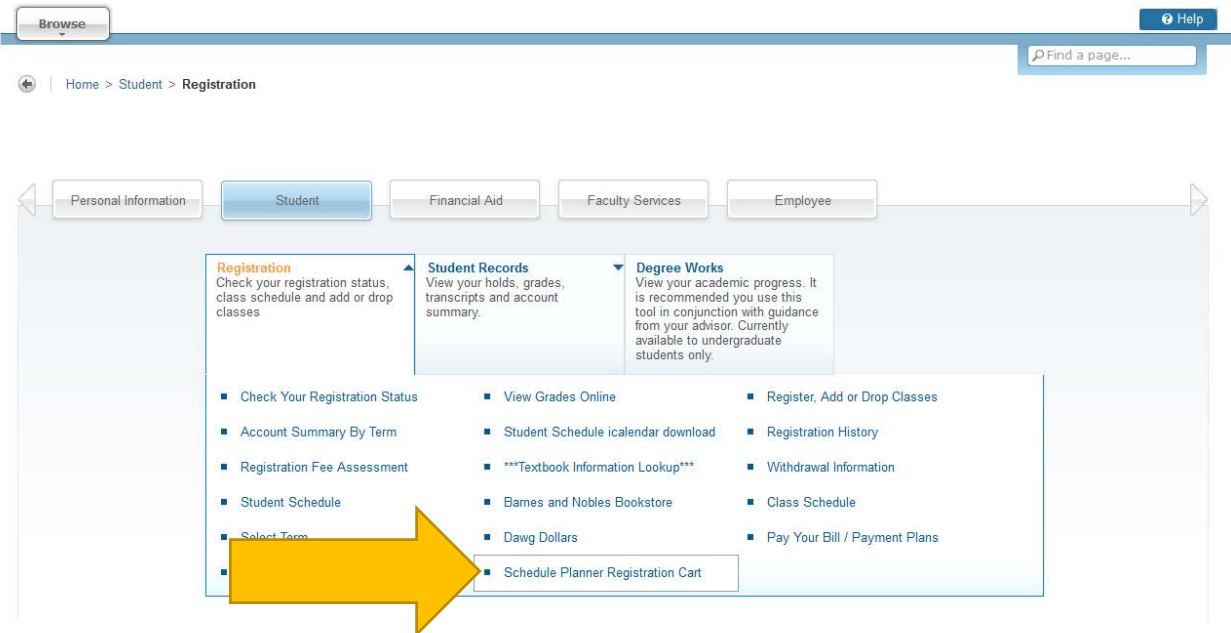 Browse
Help
Find a page...
Home > Student > Registration
Personal Information
Student
Financial Aid
Faculty Services
Employee
Registration
Check your registration status,
class schedule and add or drop
classes
Student Records
View your holds, grades,
transcripts and account
summary.
Degree Works
View your academic progress. It
is recommended you use this
tool in conjunction with guidance
from your advisor. Currently
available to undergraduate
students only.
Check Your Registration Status
View Grades Online
Register, Add or Drop Classes
Account Summary By Term
Student Schedule icalendar download
Registration History
Registration Fee Assessment
***Textbook Information Lookup***
Withdrawal Information
Student Schedule
Barnes and Nobles Bookstore
Class Schedule
Select Term
Dawg Dollars
Pay Your Bill / Payment Plans
Schedule Planner Registration Cart